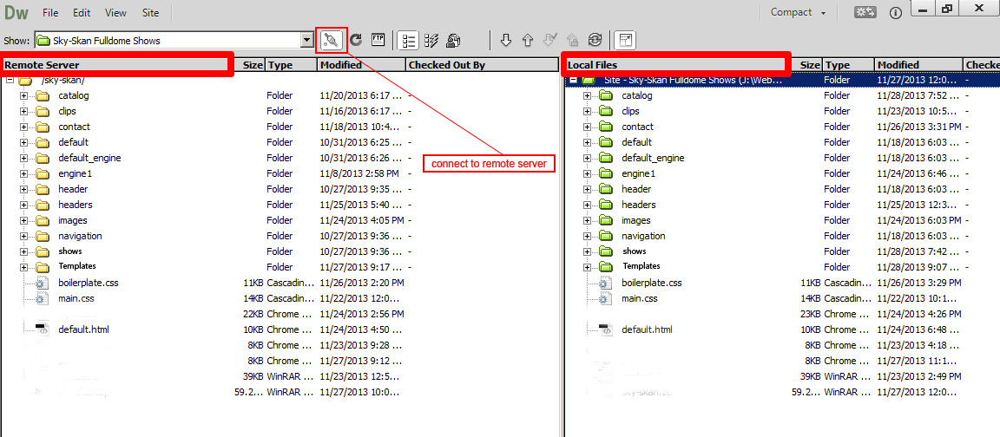 Dw File Edit View Site Compact
Show: Sky-Skan Fulldome Shows FTP
Remote Server Size Type Modified Checked Out By
/sky-skan/
catalog Folder 11/20/2013 6:17 ... -
clips Folder 11/16/2013 6:17 ... -
contact Folder 11/18/2013 10:4... -
default Folder 10/31/2013 6:25 ... -
default_engine Folder 10/31/2013 6:26 ... -
engine1 Folder 11/8/2013 2:58 PM -
header Folder 10/27/2013 9:35 ... -
headers Folder 11/25/2013 5:40 ... -
images Folder 11/24/2013 4:05 PM -
navigation Folder 10/27/2013 9:36 ... -
shows Folder 10/27/2013 9:36 ... -
Templates Folder 11/27/2013 9:17 ... -
boilerplate.css 11KB Cascadin... 11/26/2013 2:20 PM
main.css 14KB Cascadin... 11/22/2013 12:0...
22KB Chrome ... 11/24/2013 2:56 PM
default.html 10KB Chrome ... 11/24/2013 4:50 ...
8KB Chrome ... 11/23/2013 9:28 ...
8KB Chrome ... 11/27/2013 9:12 ...
39KB WinRAR ... 11/23/2013 12:5...
59.2... WinRAR ... 11/27/2013 10:0...
connect to remote server
Local Files Size Type Modified Checke
Site - Sky-Skan Fulldome Shows (J:\Web... Folder 11/27/2013 12:0... -
catalog Folder 11/28/2013 7:52 ... -
clips Folder 11/23/2013 10:5... -
contact Folder 11/26/2013 3:31 PM -
default Folder 11/18/2013 6:03 ... -
default_engine Folder 11/18/2013 6:03 ... -
engine1 Folder 11/24/2013 6:46 ... -
header Folder 11/18/2013 6:03 ... -
headers Folder 11/25/2013 12:3... -
images Folder 11/24/2013 6:03 PM -
navigation Folder 11/18/2013 6:03 ... -
shows Folder 11/28/2013 7:42 ... -
Templates Folder 11/28/2013 9:07 ... -
boilerplate.css 11KB Cascadin... 11/26/2013 3:29 PM
main.css 14KB Cascadin... 11/22/2013 10:1...
23KB Chrome ... 11/24/2013 4:26 PM
default.html 10KB Chrome ... 11/24/2013 6:48 ...
8KB Chrome ... 11/23/2013 4:18 ...
8KB Chrome ... 11/27/2013 11:1...
39KB WinRAR ... 11/23/2013 2:49 PM
59.2... WinRAR ... 11/27/2013 12:0...